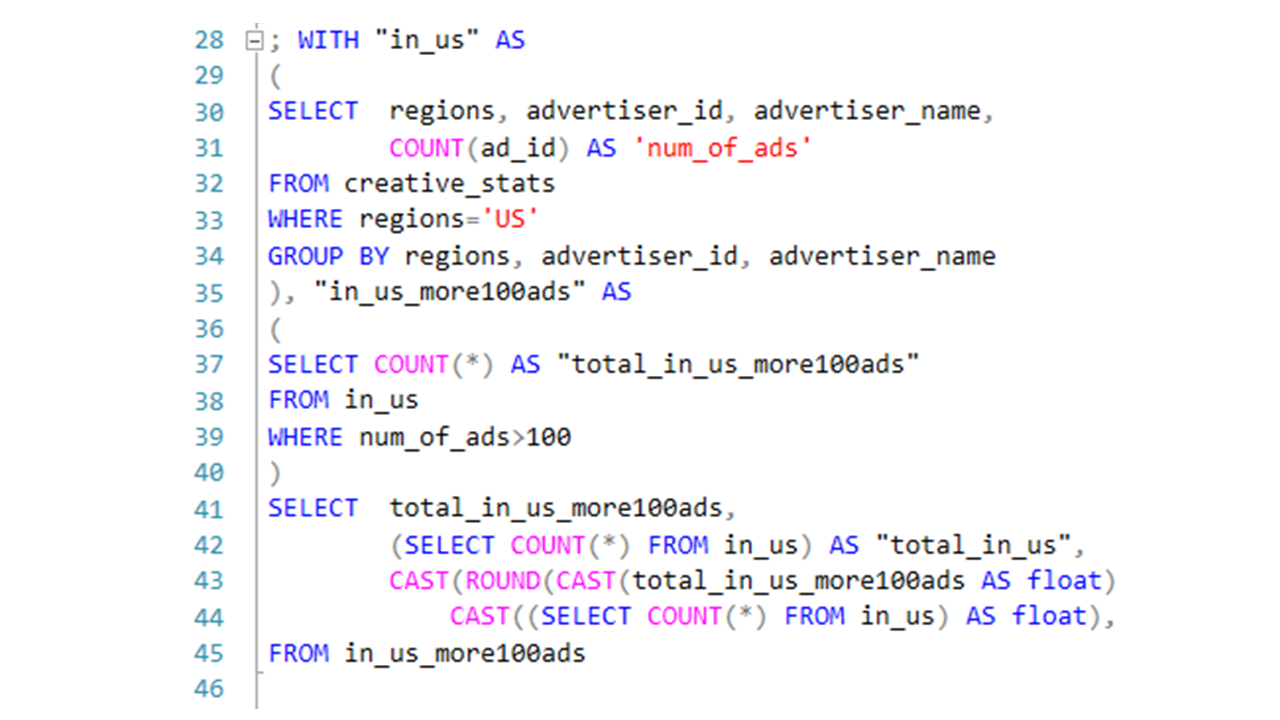 28 ; WITH "in_us" AS
29 (
30 SELECT  regions, advertiser_id, advertiser_name,
31         COUNT(ad_id) AS 'num_of_ads'
32 FROM creative_stats
33 WHERE regions='US'
34 GROUP BY regions, advertiser_id, advertiser_name
35 ), "in_us_more100ads" AS
36 (
37 SELECT COUNT(*) AS "total_in_us_more100ads"
38 FROM in_us
39 WHERE num_of_ads>100
40 )
41 SELECT  total_in_us_more100ads,
42         (SELECT COUNT(*) FROM in_us) AS "total_in_us",
43         CAST(ROUND(CAST(total_in_us_more100ads AS float)
44             CAST((SELECT COUNT(*) FROM in_us) AS float),
45 FROM in_us_more100ads
46